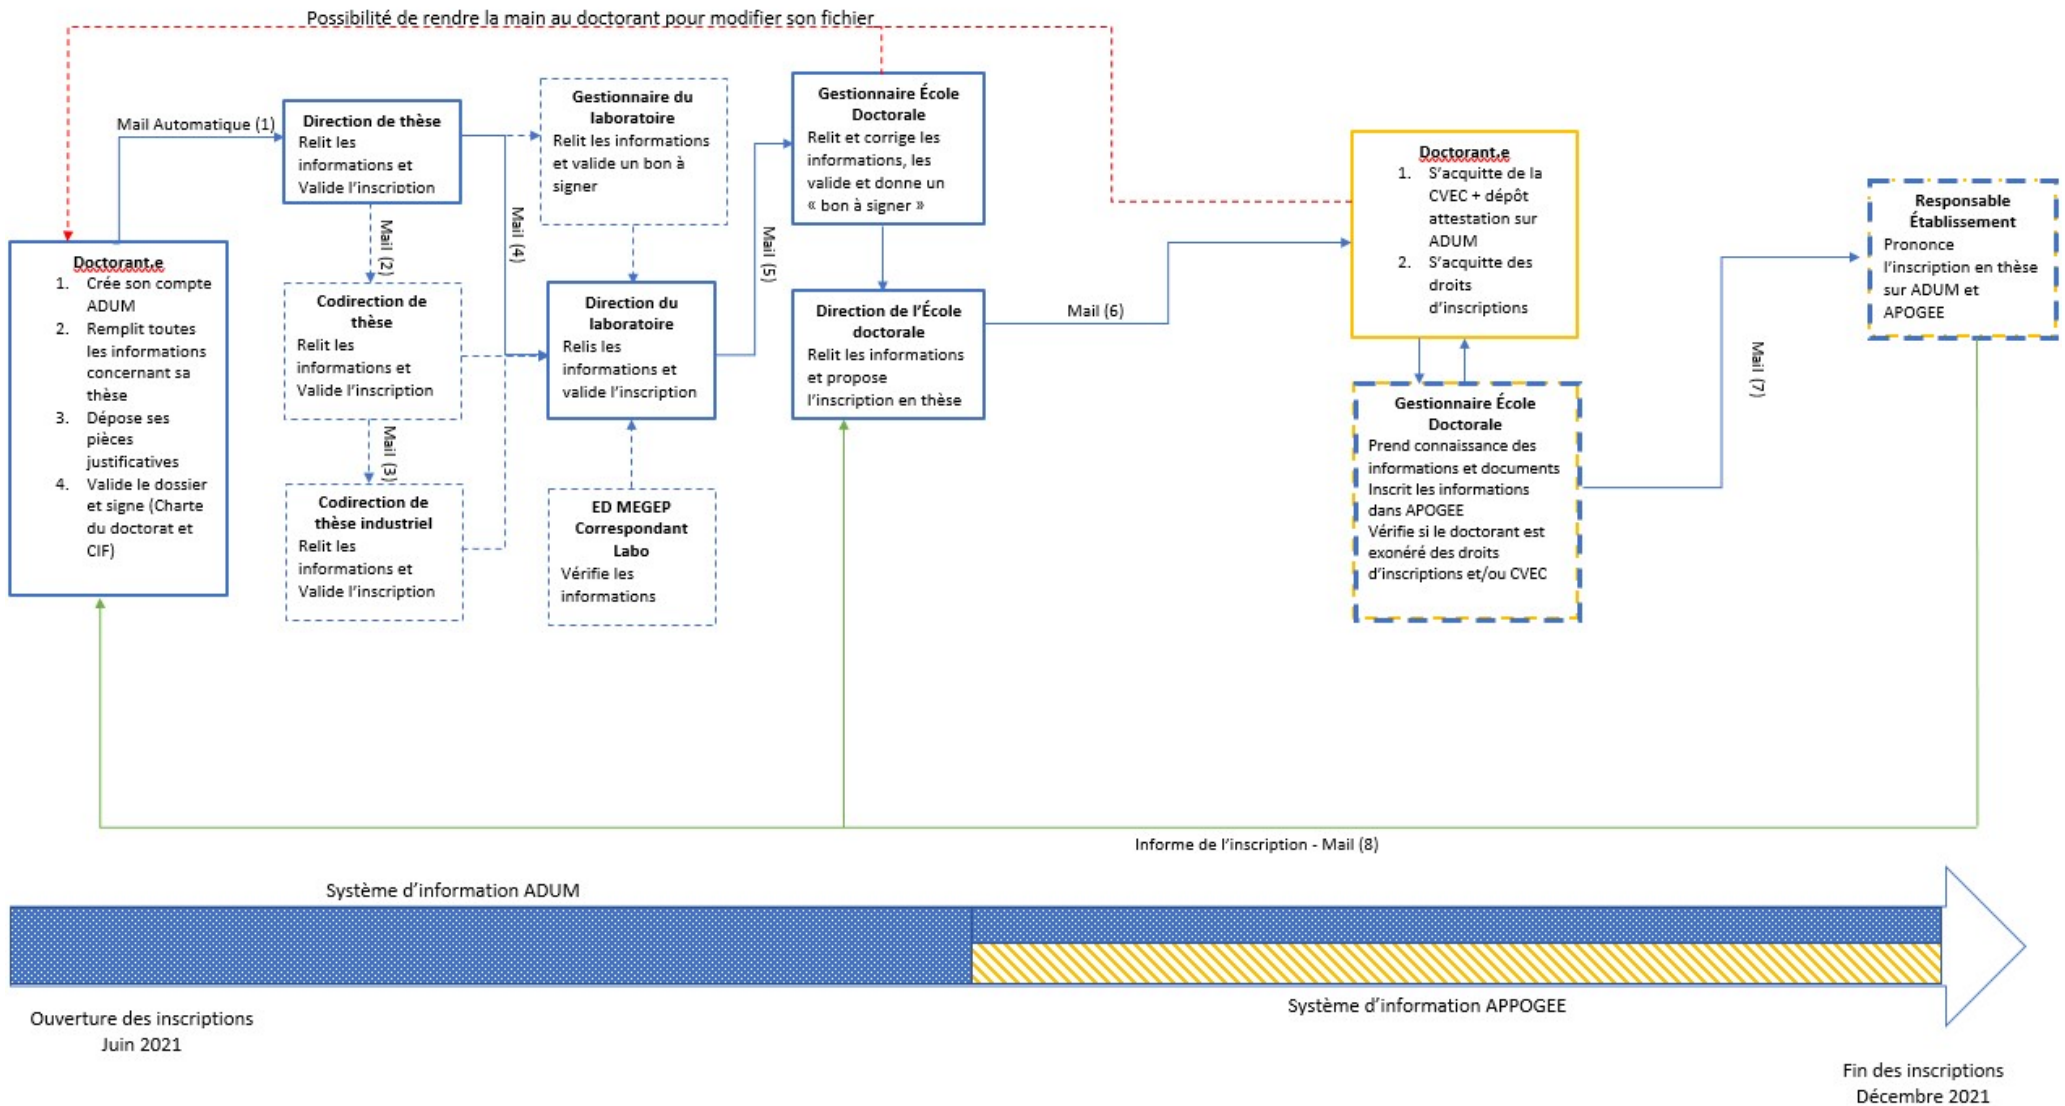 Possibilité de rendre la main au doctorant pour modifier son fichier
Mail Automatique (1)
Doctorant.e
1. Crée son compte
ADUM
2. Remplit toutes
les informations
concernant sa
thèse
3. Dépose ses
pièces
justificatives
4. Valide le dossier
et signe (Charte
du doctorat et
CIF)
Direction de thèse
Relit les
informations et
Valide l'inscription
Mail (2)
Codirection de
thèse
Relit les
informations et
Valide l'inscription
Mail (3)
Codirection de
thèse industriel
Relit les
informations et
Valide l'inscription
Mail (4)
Gestionnaire du
laboratoire
Relit les informations
et valide un bon à
signer
Direction du
laboratoire
Relis les
informations et
valide l'inscription
ED MEGEP
Correspondant
Labo
Vérifie les
informations
Mail (5)
Gestionnaire École
Doctorale
Relit et corrige les
informations, les
valide et donne un
« bon à signer »
Direction de l'École
doctorale
Relit les informations
et propose
l'inscription en thèse
Mail (6)
Doctorant.e
1. S'acquitte de la
CVEC + dépôt
attestation sur
ADUM
2. S'acquitte des
droits
d'inscriptions
Gestionnaire École
Doctorale
Prend connaissance des
informations et documents
Inscrit les informations
dans APOGEE
Vérifie si le doctorant est
exonéré des droits
d'inscriptions et/ou CVEC
Mail (7)
Responsable
Établissement
Prononce
l'inscription en thèse
sur ADUM et
APOGEE
Informe de l'inscription - Mail (8)
Système d'information ADUM
Système d'information APPOGEE
Ouverture des inscriptions
Juin 2021
Fin des inscriptions
Décembre 2021